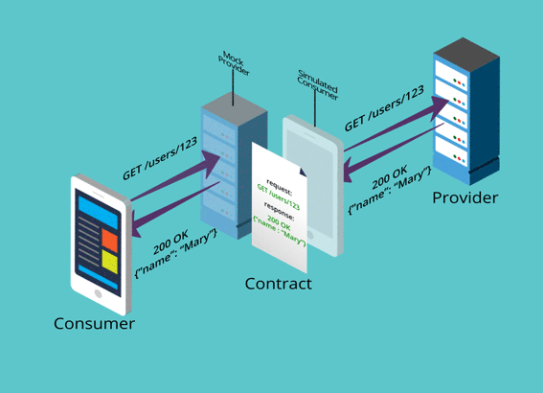 Mock
Provider
Simulated
Consumer
GET /users/123
200 OK
{"name": "Mary"}
GET /users/123
200 OK
{"name": "Mary"}
request:
GET /users/123
response:
200 OK
{"name : "Mary"}
Consumer
Contract
Provider